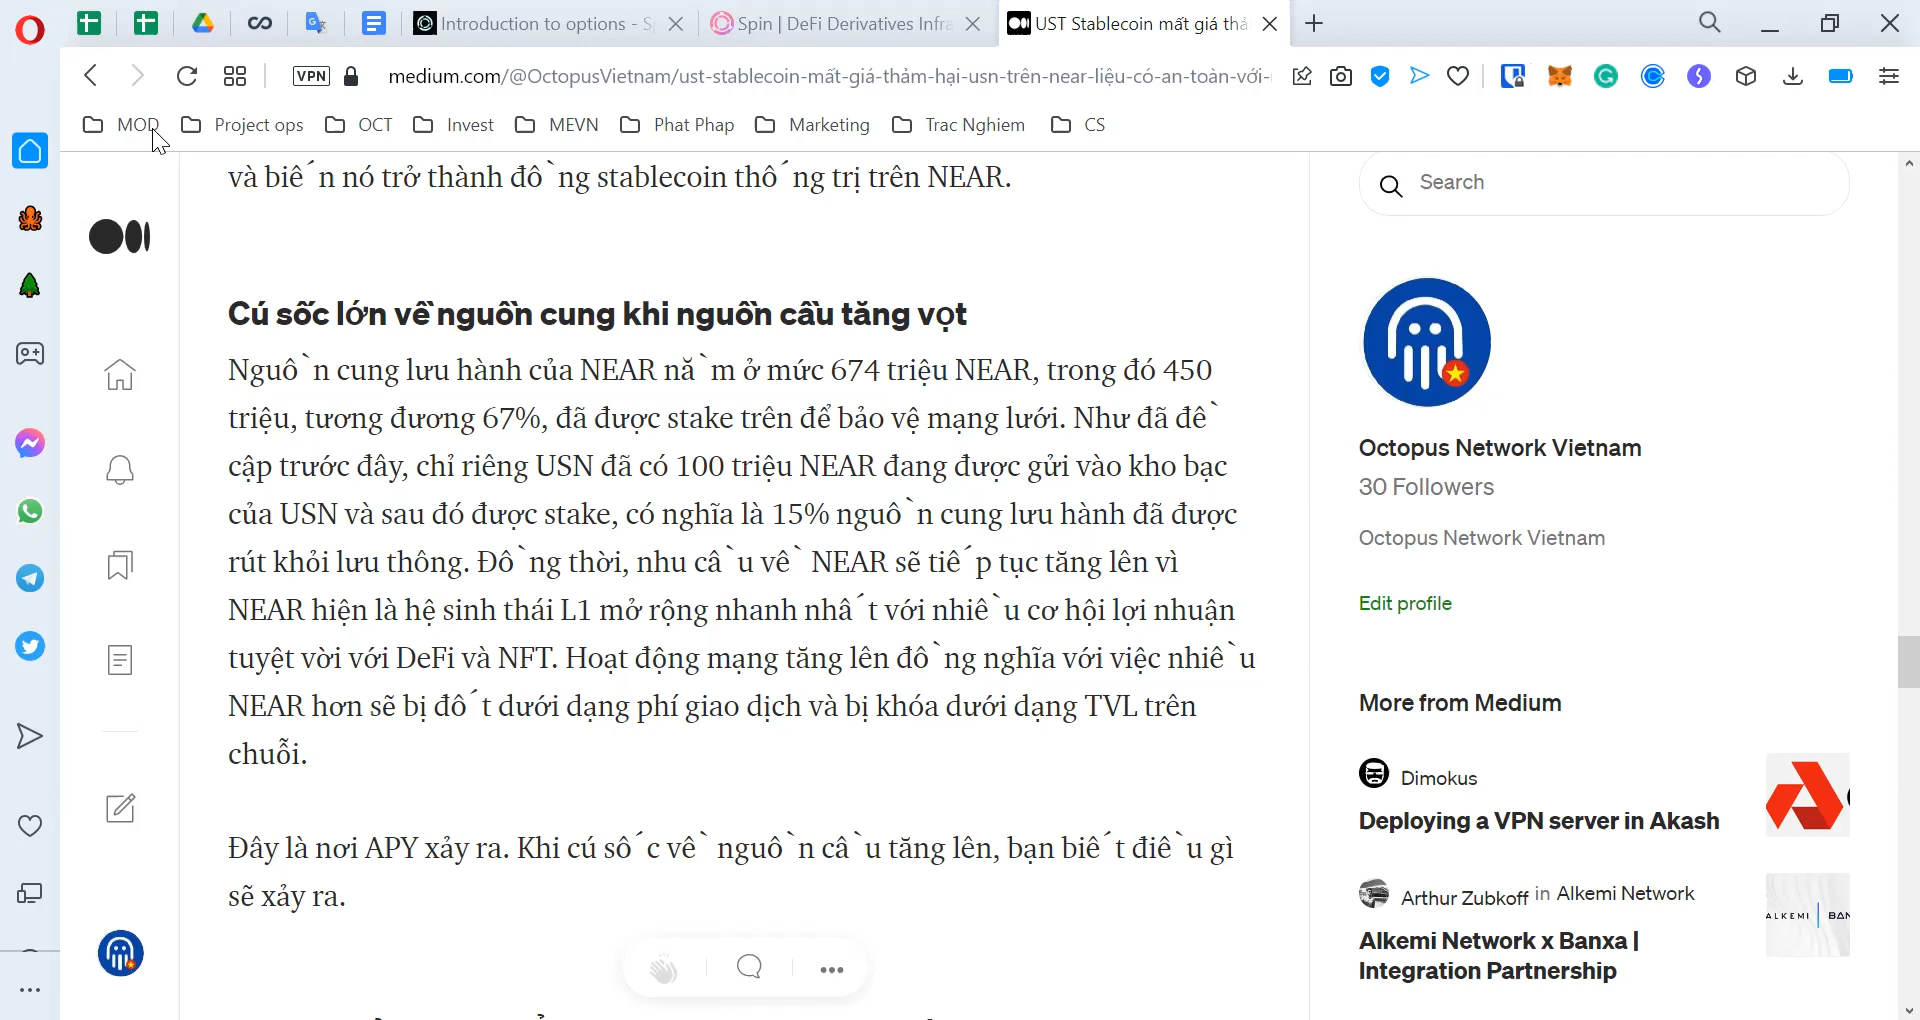 Introduction to options - S
Spin | DeFi Derivatives Infra
UST Stablecoin mất giá thả
VPN
medium.com/@OctopusVietnam/ust-stablecoin-mất-giá-thảm-hại-usn-trên-near-liệu-có-an-toàn-với-
MOD
Project ops
OCT
Invest
MEVN
Phat Phap
Marketing
Trac Nghiem
CS
và biến nó trở thành đồng stablecoin thống trị trên NEAR.
Cú sốc lớn về nguồn cung khi nguồn cầu tăng vọt
Nguồn cung lưu hành của NEAR nằm ở mức 674 triệu NEAR, trong đó 450
triệu, tương đương 67%, đã được stake trên để bảo vệ mạng lưới. Như đã đề
cập trước đây, chỉ riêng USN đã có 100 triệu NEAR đang được gửi vào kho bạc
của USN và sau đó được stake, có nghĩa là 15% nguồn cung lưu hành đã được
rút khỏi lưu thông. Đồng thời, nhu cầu về NEAR sẽ tiếp tục tăng lên vì
NEAR hiện là hệ sinh thái L1 mở rộng nhanh nhất với nhiều cơ hội lợi nhuận
tuyệt vời với DeFi và NFT. Hoạt động mạng tăng lên đồng nghĩa với việc nhiều
NEAR hơn sẽ bị đốt dưới dạng phí giao dịch và bị khóa dưới dạng TVL trên
chuỗi.
Đây là nơi APY xảy ra. Khi cú sốc về nguồn cầu tăng lên, bạn biết điều gì
sẽ xảy ra.
Search
Octopus Network Vietnam
30 Followers
Octopus Network Vietnam
Edit profile
More from Medium
Dimokus
Deploying a VPN server in Akash
Arthur Zubkoff in Alkemi Network
Alkemi Network x Banxa |
Integration Partnership
ALKEMI | BAN